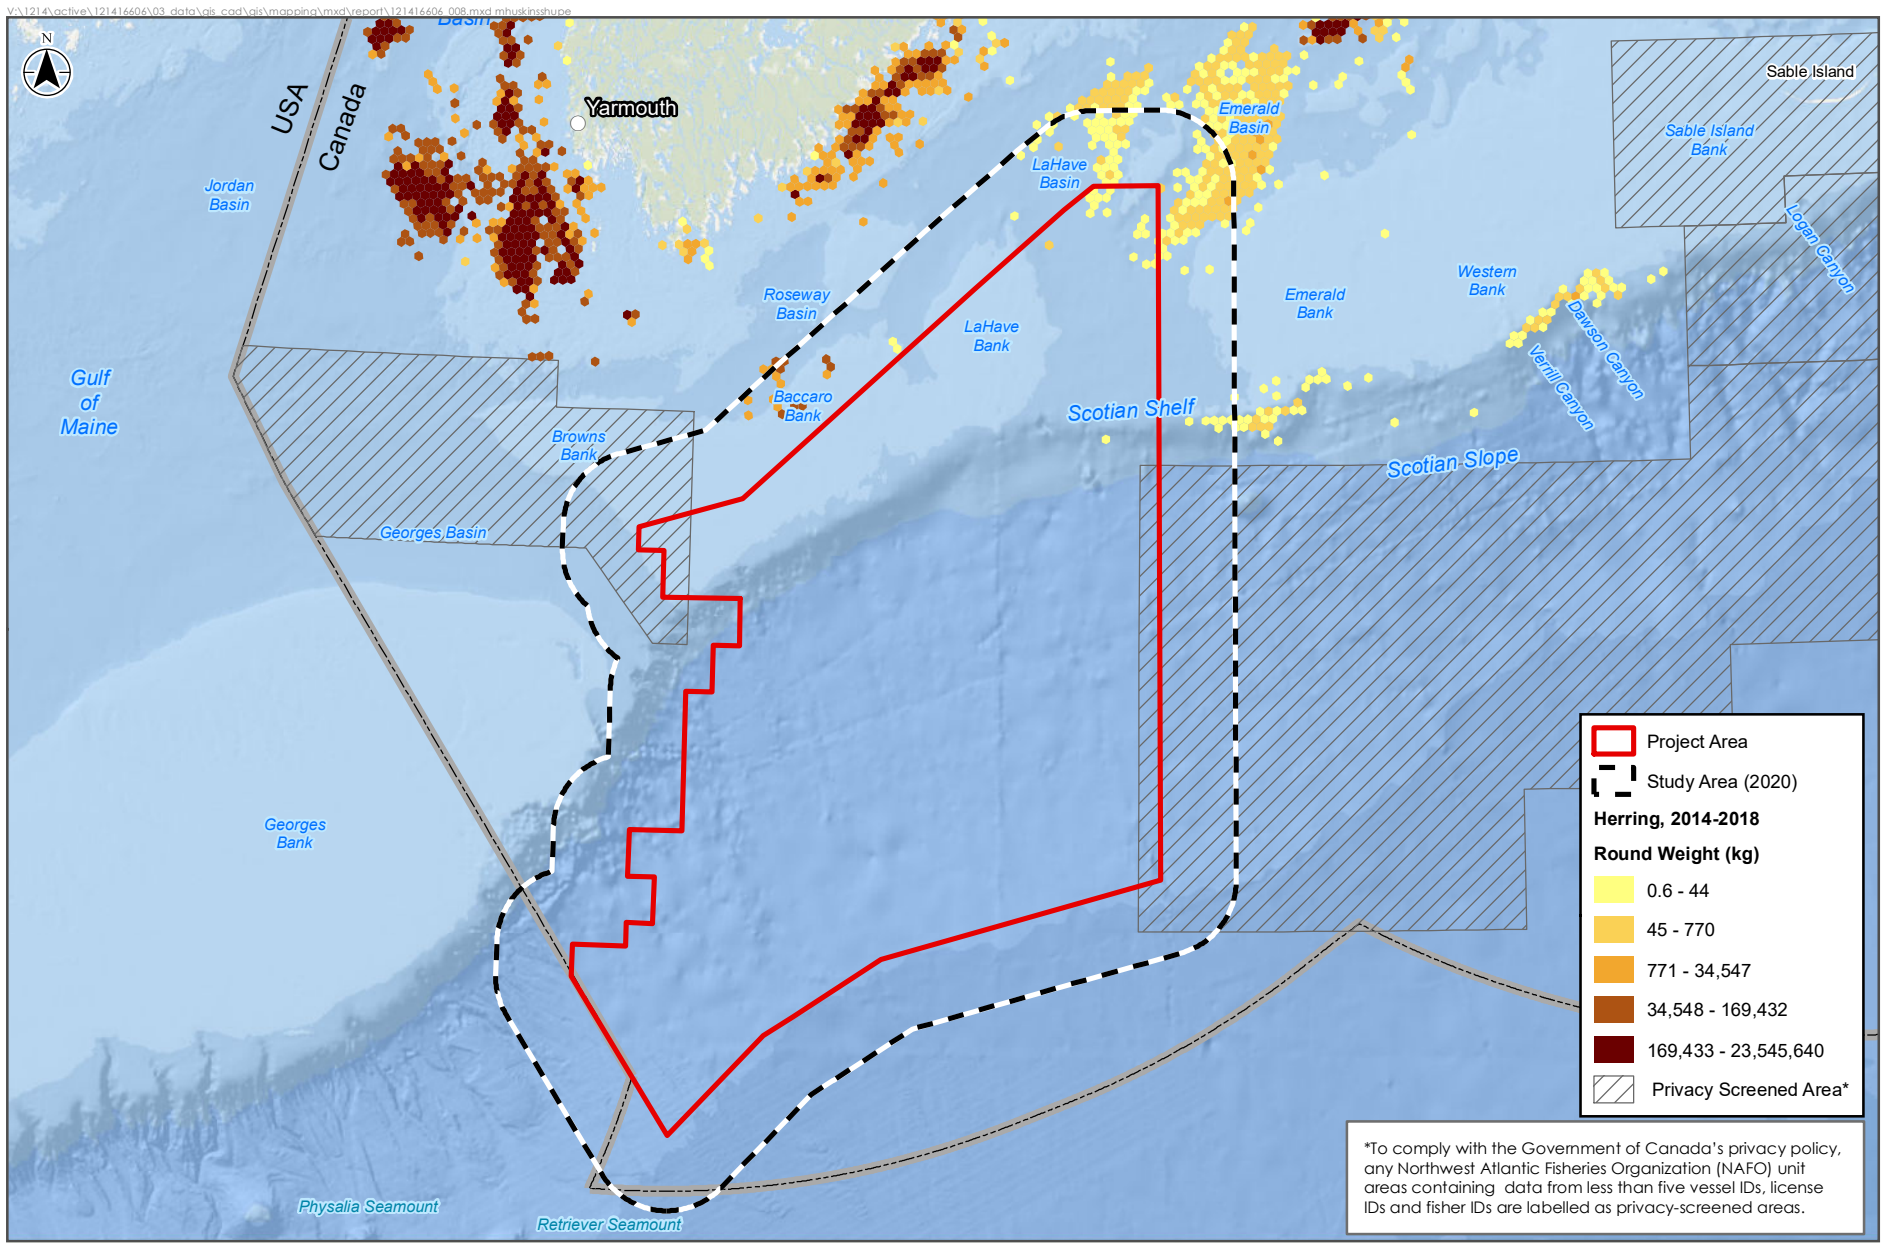 V:\1214\active\121416606\03_data\gis_cad\gis\mapping\mxd\report\121416606_008.mxd mhuskinsshupe
N
Basin
USA
Canada
Yarmouth
Sable Island
Emerald
Basin
Sable Island
Bank
LaHave
Basin
Jordan
Basin
Logan Canyon
Western
Bank
Roseway
Basin
Emerald
Bank
LaHave
Bank
Dawson Canyon
Verrill Canyon
Gulf
of
Maine
Baccaro
Bank
Scotian Shelf
Browns
Bank
Scotian Slope
Georges Basin
Georges
Bank
Physalia Seamount
Retriever Seamount
Project Area
Study Area (2020)
Herring, 2014-2018
Round Weight (kg)
0.6 - 44
45 - 770
771 - 34,547
34,548 - 169,432
169,433 - 23,545,640
Privacy Screened Area*
*To comply with the Government of Canada's privacy policy,
any Northwest Atlantic Fisheries Organization (NAFO) unit
areas containing data from less than five vessel IDs, license
IDs and fisher IDs are labelled as privacy-screened areas.